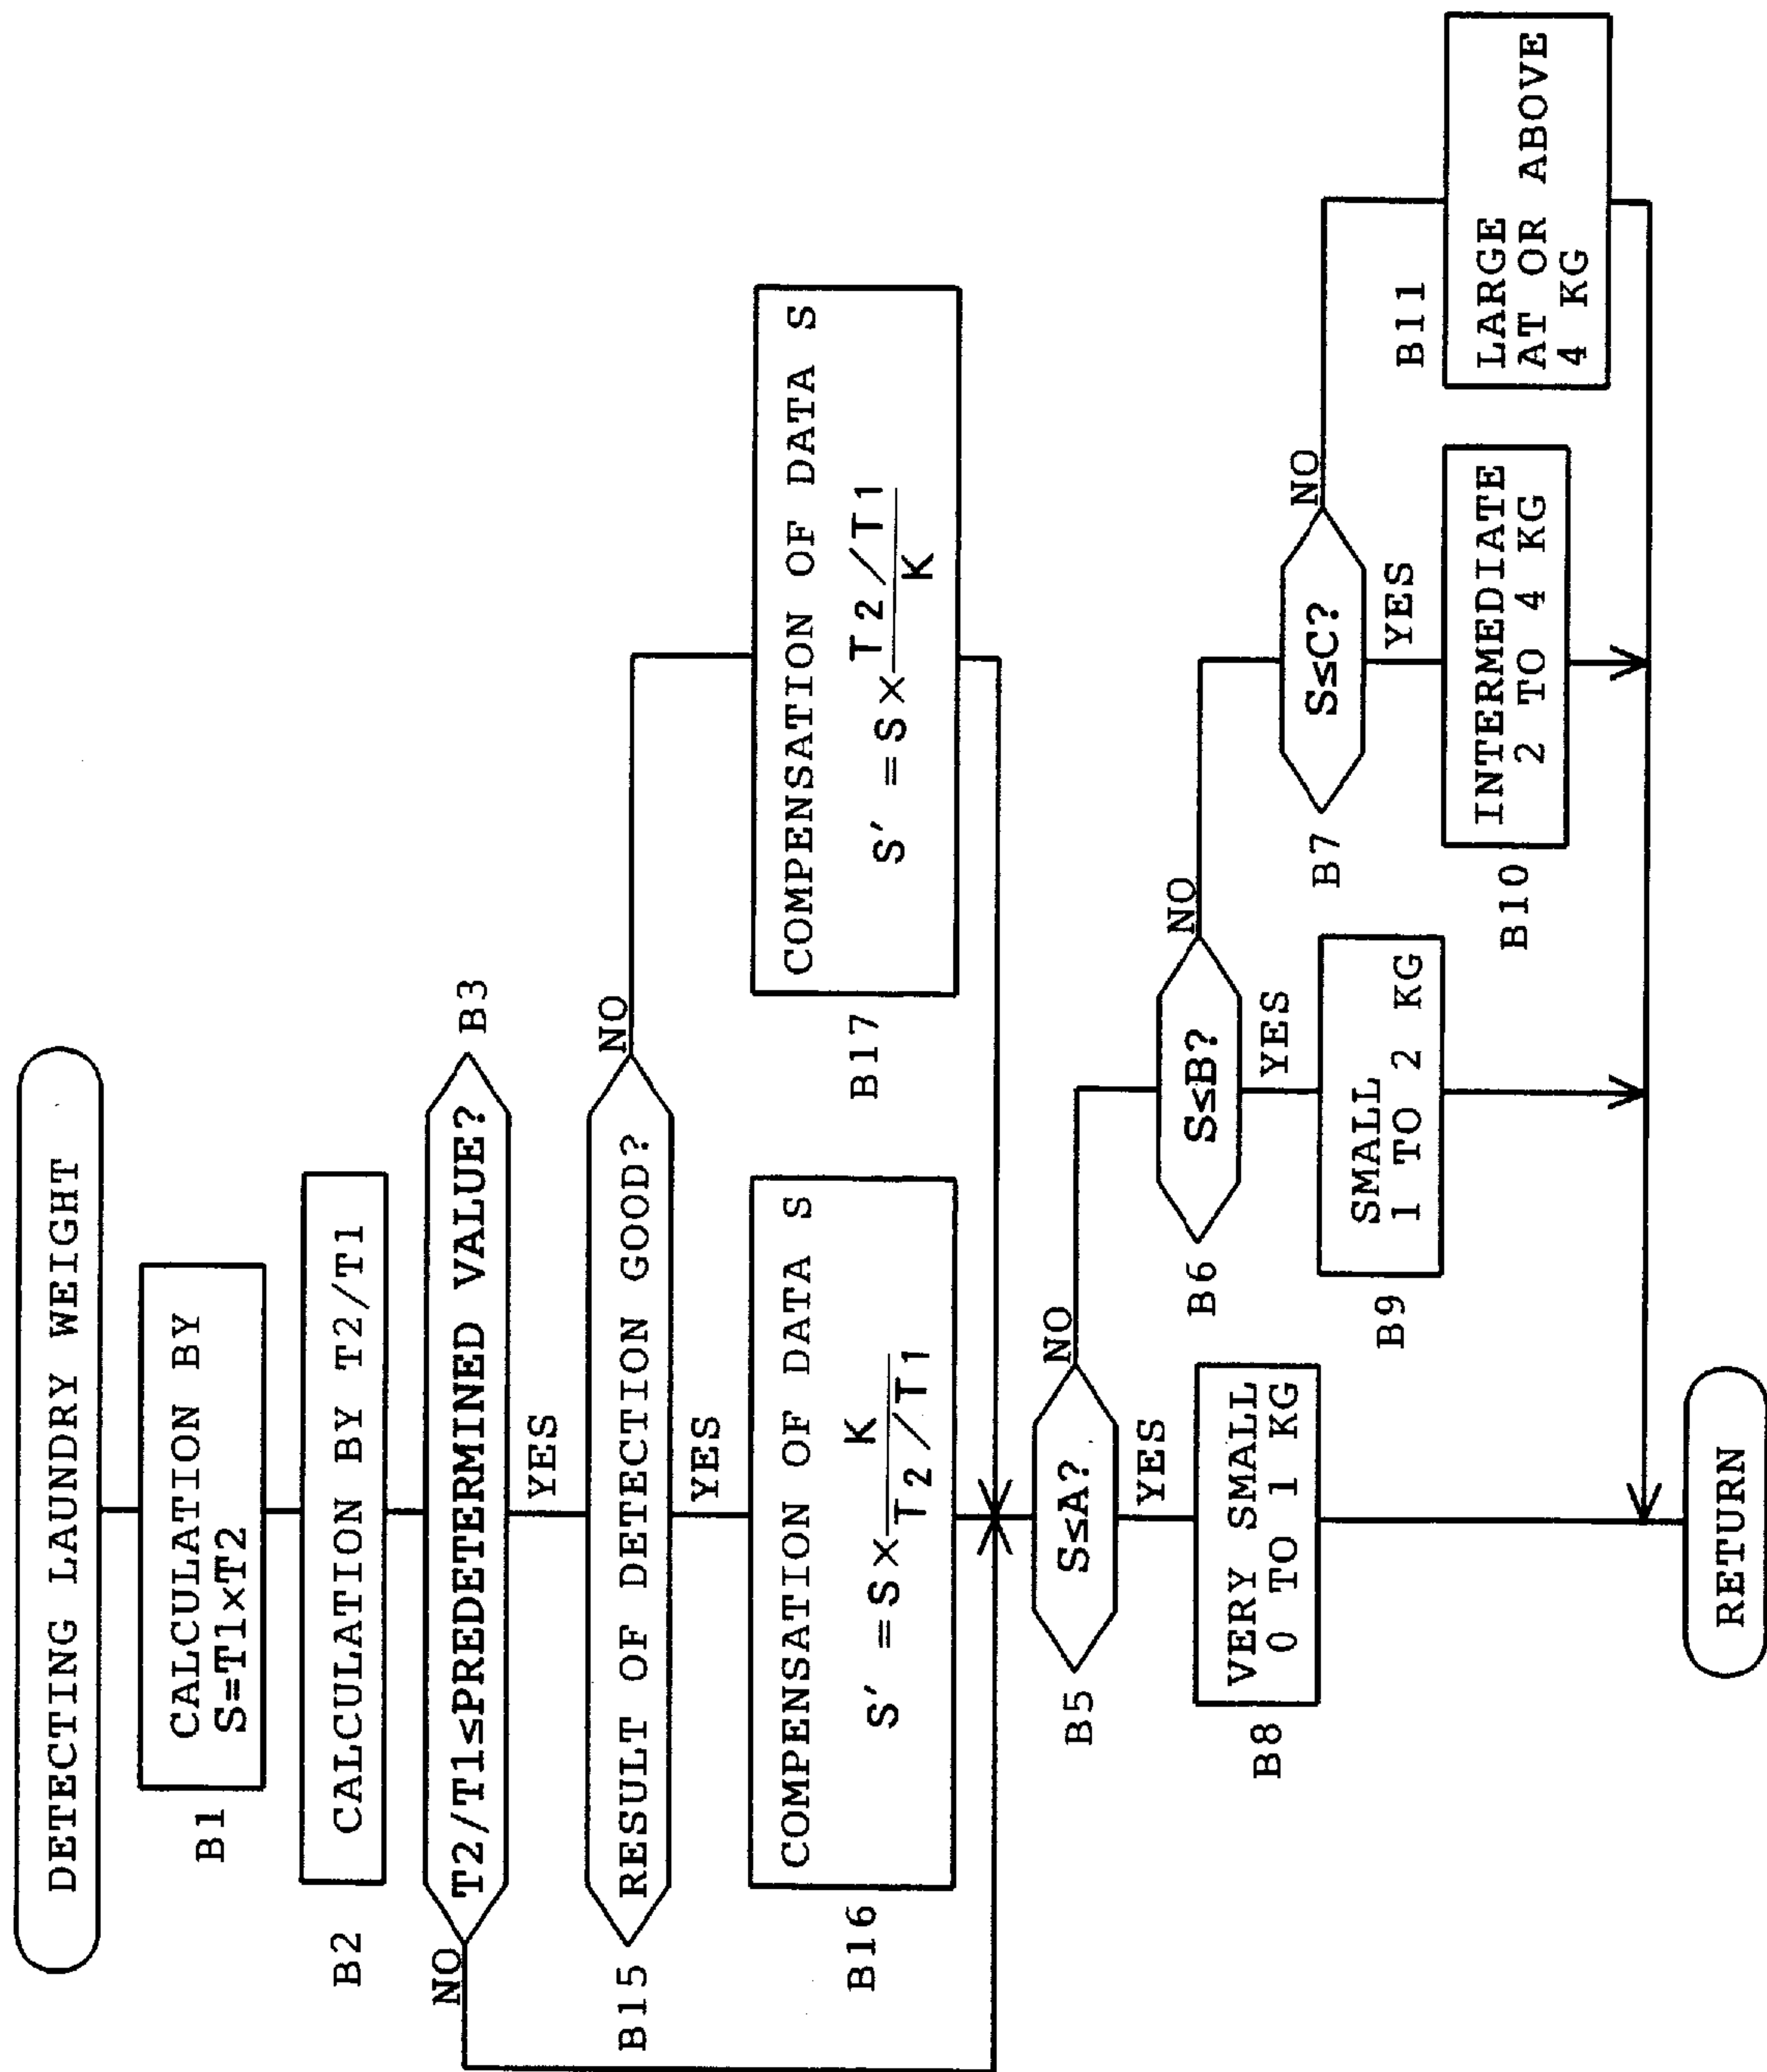 DETECTING LAUNDRY WEIGHT
B1
CALCULATION BY
S=T1×T2
B2
CALCULATION BY T2/T1
T2/T1≤PREDETERMINED VALUE?
B3
NO
YES
B15
RESULT OF DETECTION GOOD?
NO
YES
B16
COMPENSATION OF DATA S
S' = S × K
T2/T1
B17
COMPENSATION OF DATA S
S' = S × T2/T1
K
B5
S≤A?
NO
YES
B8
VERY SMALL
0 TO 1 KG
B6
S≤B?
NO
YES
B9
SMALL
1 TO 2 KG
B7
S≤C?
NO
YES
B10
INTERMEDIATE
2 TO 4 KG
B11
LARGE
AT OR ABOVE
4 KG
RETURN